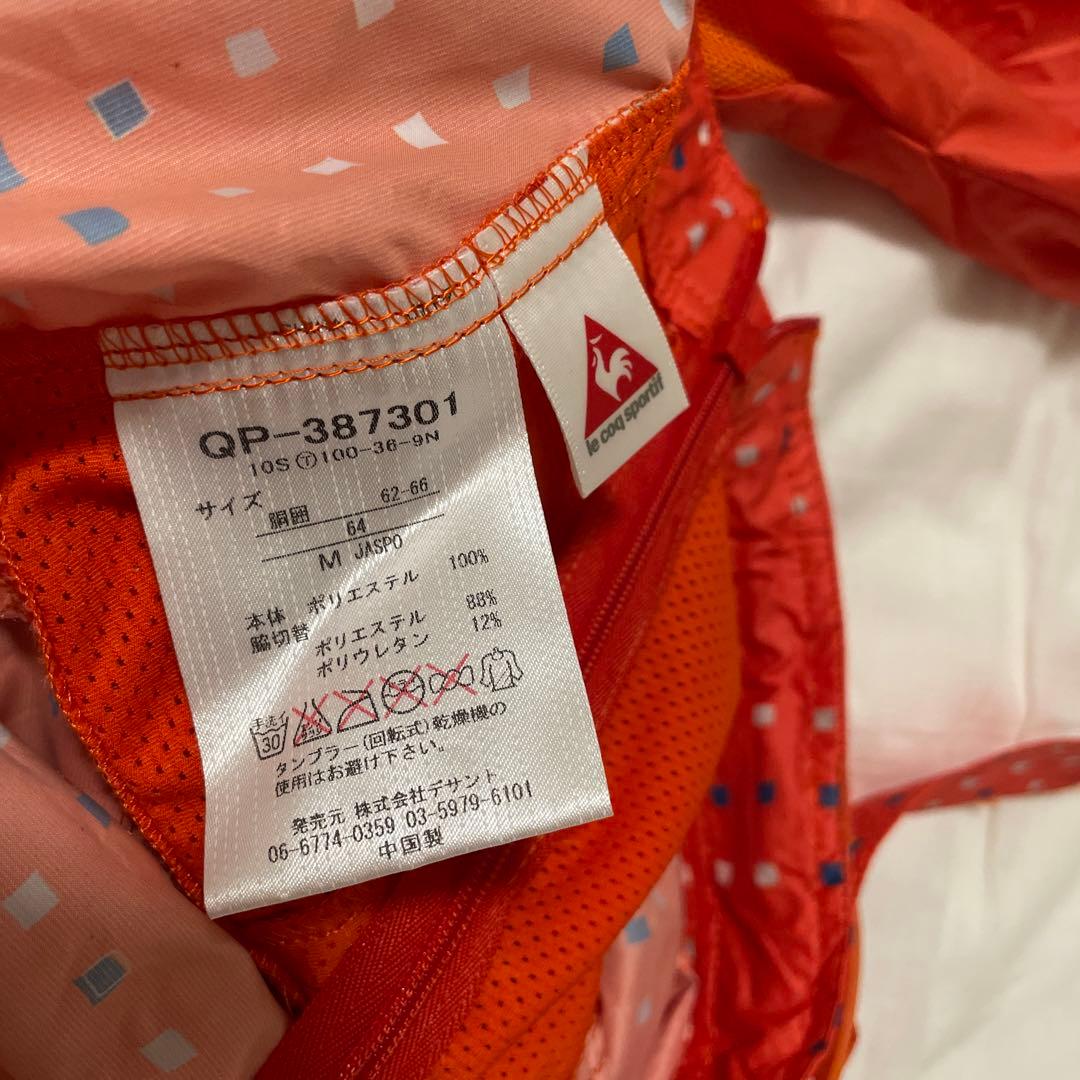 QP-387301
10S Ⓣ100-36-9N
サイズ 胴囲 62-66
64
M JASPO
本体 ポリエステル 100%
脇切替 ポリエステル 88%
ポリウレタン 12%
手洗イ
30
タンブラー(回転式)乾燥機の
使用はお避け下さい。
発売元 株式会社デサント
06-6774-0359 03-5979-6101
中国製
le coq sportif